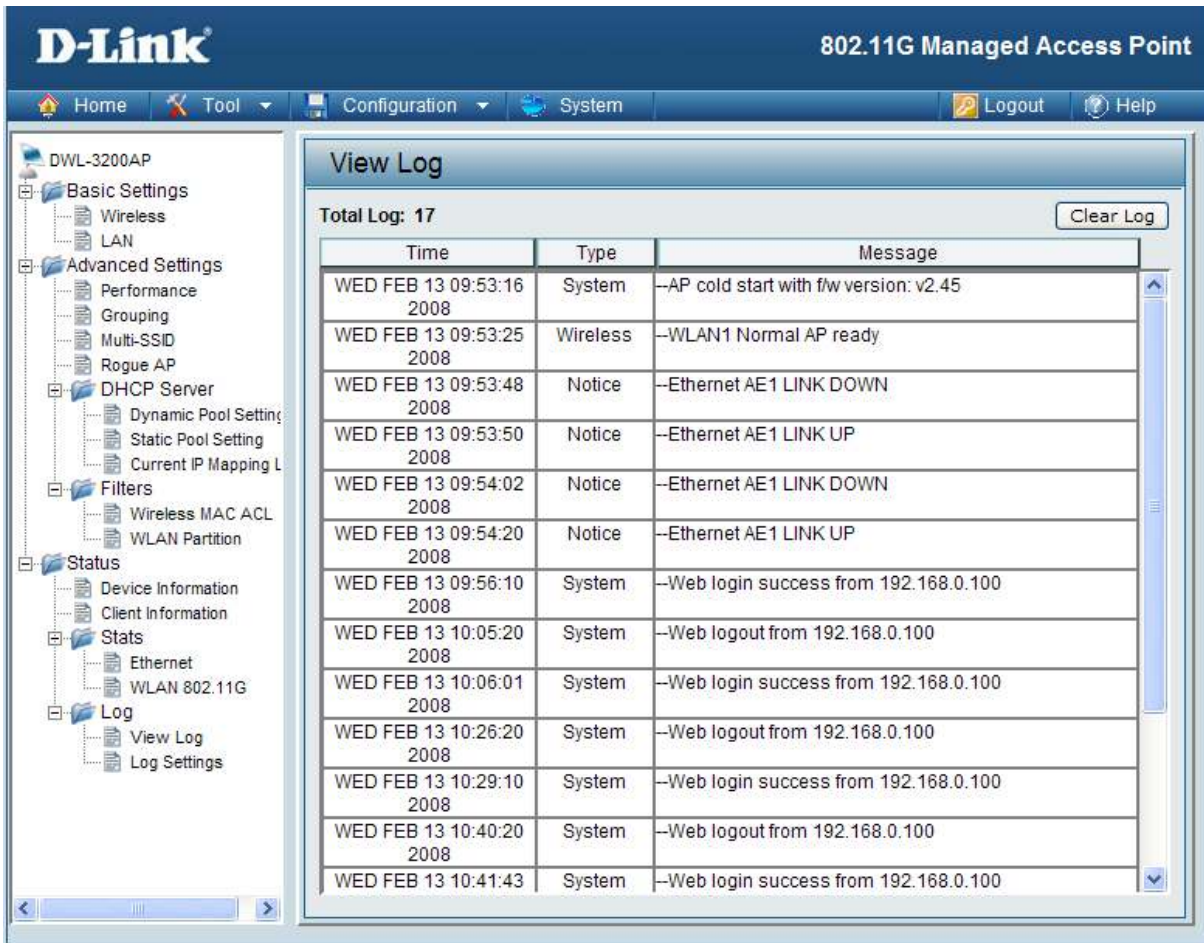 D-Link
802.11G Managed Access Point
Home Tool Configuration System Logout Help
DWL-3200AP
Basic Settings
Wireless
LAN
Advanced Settings
Performance
Grouping
Multi-SSID
Rogue AP
DHCP Server
Dynamic Pool Setting
Static Pool Setting
Current IP Mapping L
Filters
Wireless MAC ACL
WLAN Partition
Status
Device Information
Client Information
Stats
Ethernet
WLAN 802.11G
Log
View Log
Log Settings
View Log
Total Log: 17 Clear Log
Time Type Message
WED FEB 13 09:53:16 System --AP cold start with f/w version: v2.45
2008
WED FEB 13 09:53:25 Wireless --WLAN1 Normal AP ready
2008
WED FEB 13 09:53:48 Notice --Ethernet AE1 LINK DOWN
2008
WED FEB 13 09:53:50 Notice --Ethernet AE1 LINK UP
2008
WED FEB 13 09:54:02 Notice --Ethernet AE1 LINK DOWN
2008
WED FEB 13 09:54:20 Notice --Ethernet AE1 LINK UP
2008
WED FEB 13 09:56:10 System --Web login success from 192.168.0.100
2008
WED FEB 13 10:05:20 System --Web logout from 192.168.0.100
2008
WED FEB 13 10:06:01 System --Web login success from 192.168.0.100
2008
WED FEB 13 10:26:20 System --Web logout from 192.168.0.100
2008
WED FEB 13 10:29:10 System --Web login success from 192.168.0.100
2008
WED FEB 13 10:40:20 System --Web logout from 192.168.0.100
2008
WED FEB 13 10:41:43 System --Web login success from 192.168.0.100